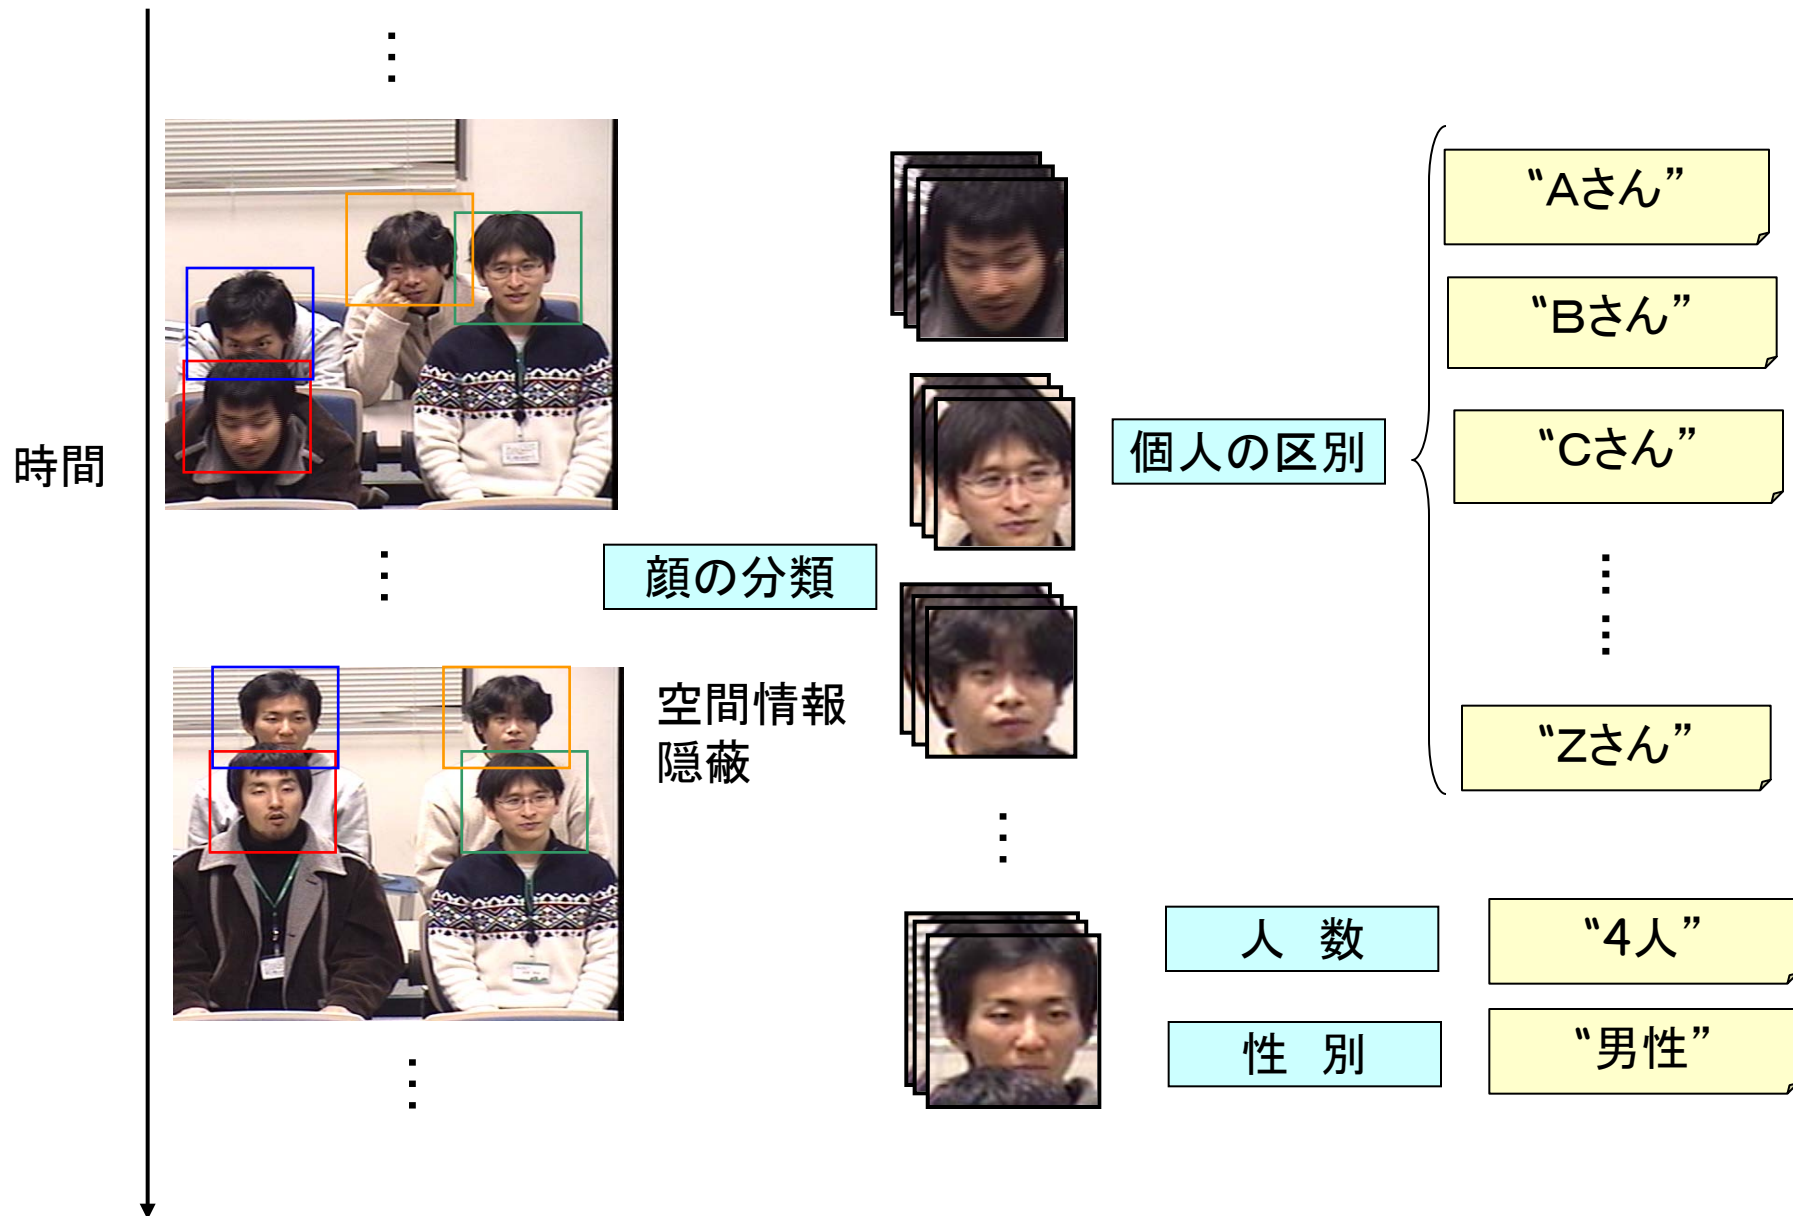 時間
顔の分類
空間情報
隠蔽
個人の区別
〝Aさん”
〝Bさん”
〝Cさん”
〝Zさん”
人　数
〝4人”
性　別
〝男性”